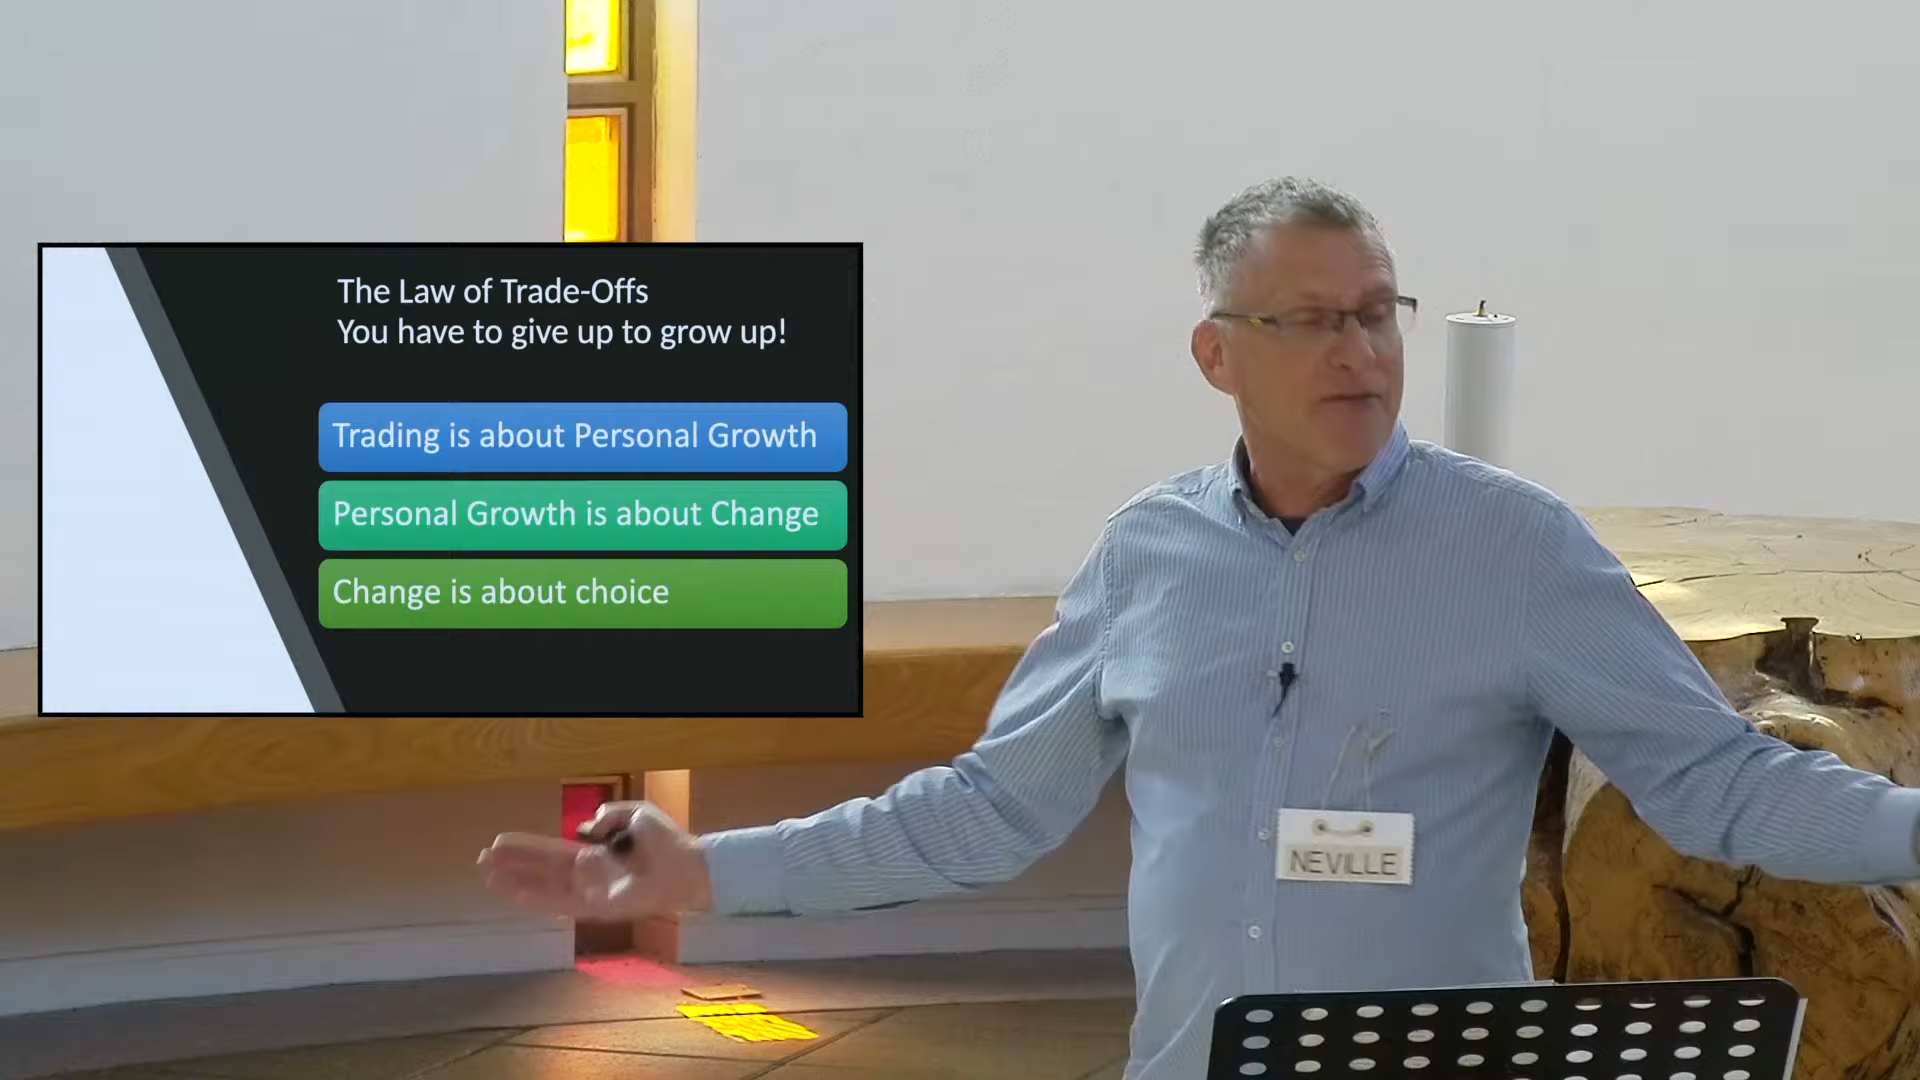 The Law of Trade-Offs
You have to give up to grow up!
Trading is about Personal Growth
Personal Growth is about Change
Change is about choice
NEVILLE